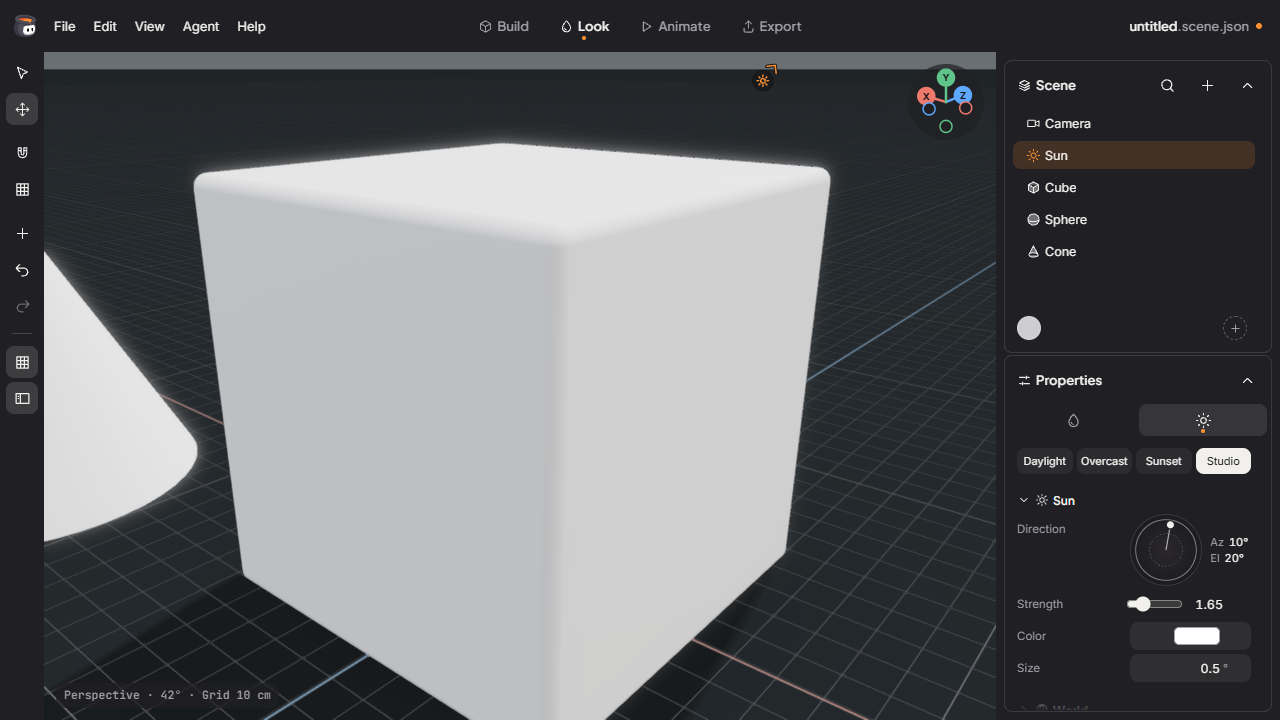 File Edit View Agent Help
Build Look Animate Export
untitled.scene.json
Y
X Z
Scene
Camera
Sun
Cube
Sphere
Cone
Properties
Daylight Overcast Sunset Studio
Sun
Direction
Az 10°
El 20°
Strength 1.65
Color
Size 0.5 °
World
Perspective · 42° · Grid 10 cm